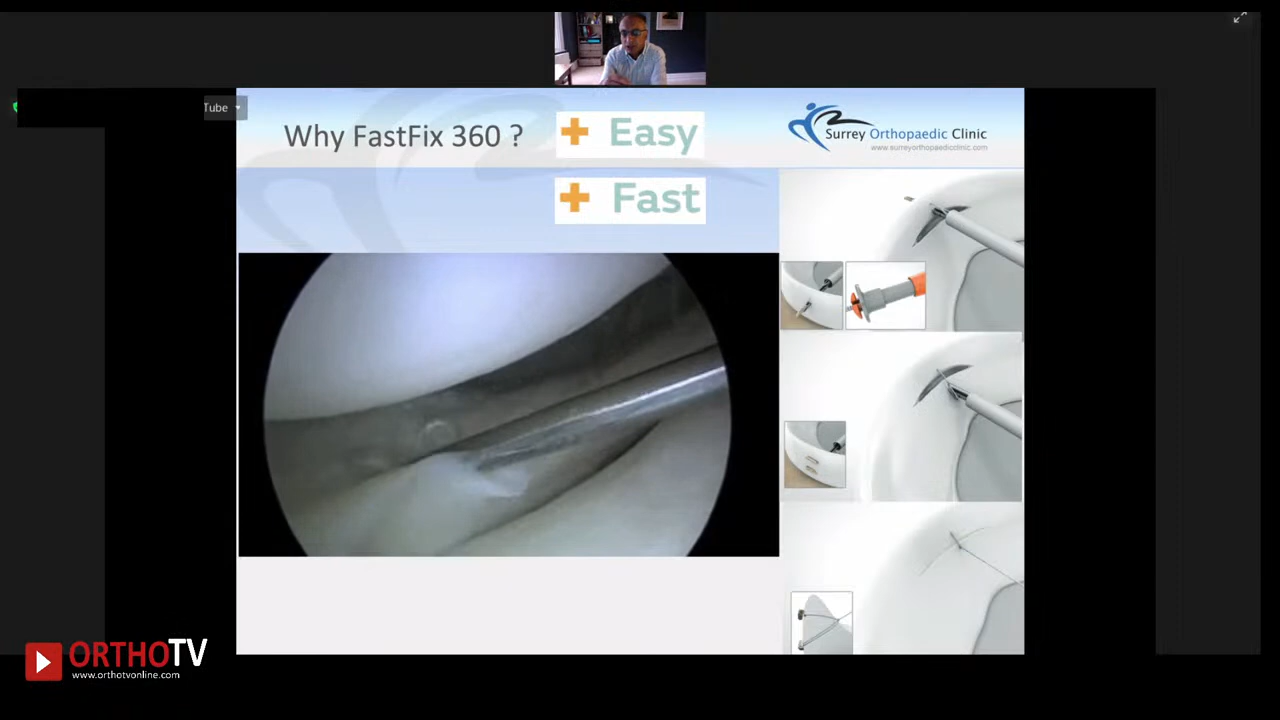 Tube
Why FastFix 360 ?
+ Easy
+ Fast
Surrey Orthopaedic Clinic
www.surreyorthopaedicclinic.com
ORTHOTV
www.orthotvonline.com